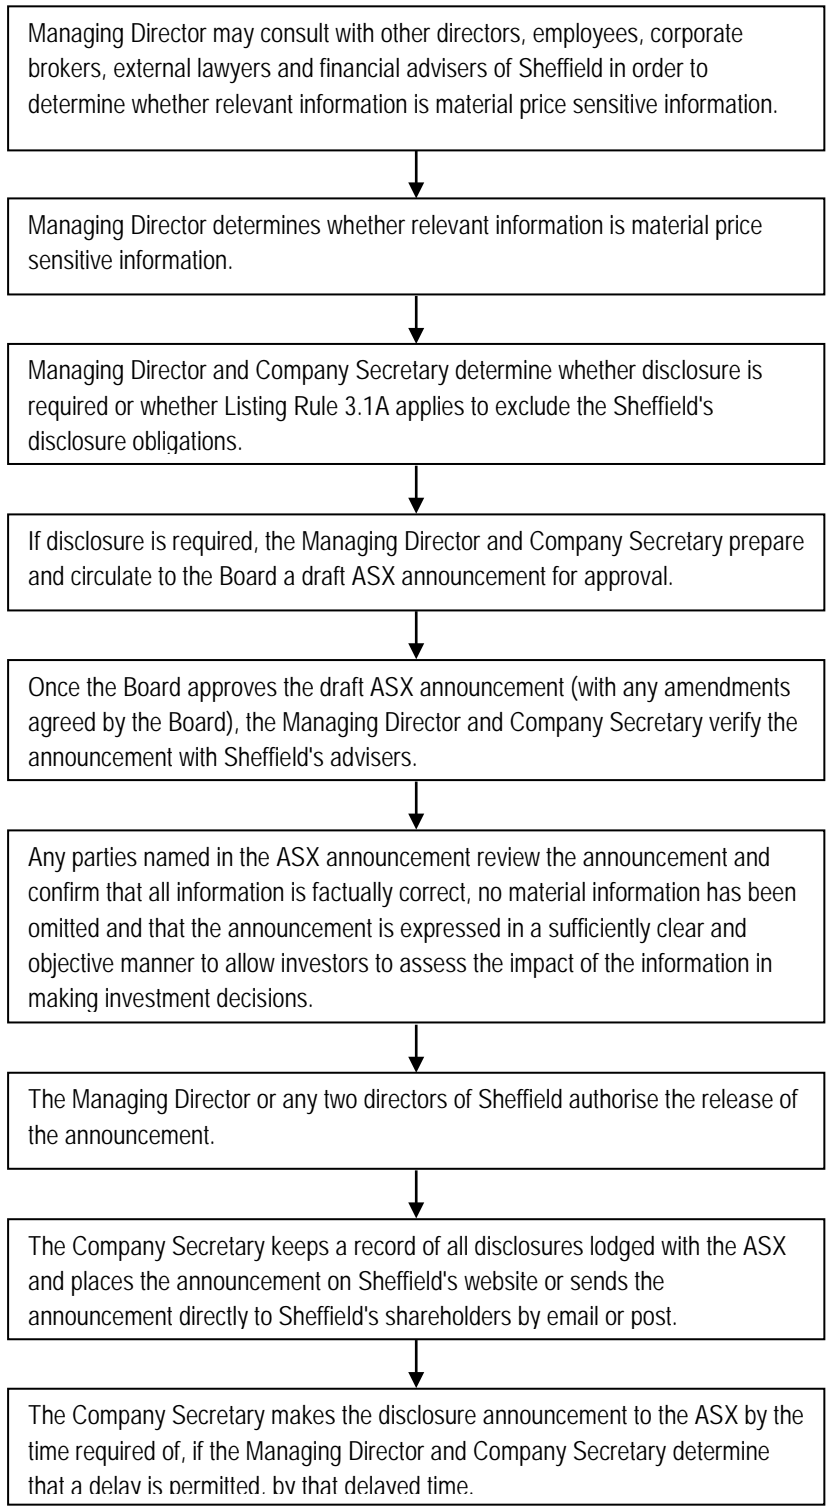 Managing Director may consult with other directors, employees, corporate
brokers, external lawyers and financial advisers of Sheffield in order to
determine whether relevant information is material price sensitive information.
Managing Director determines whether relevant information is material price
sensitive information.
Managing Director and Company Secretary determine whether disclosure is
required or whether Listing Rule 3.1A applies to exclude the Sheffield's
disclosure obligations.
If disclosure is required, the Managing Director and Company Secretary prepare
and circulate to the Board a draft ASX announcement for approval.
Once the Board approves the draft ASX announcement (with any amendments
agreed by the Board), the Managing Director and Company Secretary verify the
announcement with Sheffield's advisers.
Any parties named in the ASX announcement review the announcement and
confirm that all information is factually correct, no material information has been
omitted and that the announcement is expressed in a sufficiently clear and
objective manner to allow investors to assess the impact of the information in
making investment decisions.
The Managing Director or any two directors of Sheffield authorise the release of
the announcement.
The Company Secretary keeps a record of all disclosures lodged with the ASX
and places the announcement on Sheffield's website or sends the
announcement directly to Sheffield's shareholders by email or post.
The Company Secretary makes the disclosure announcement to the ASX by the
time required of, if the Managing Director and Company Secretary determine
that a delay is permitted, by that delayed time.